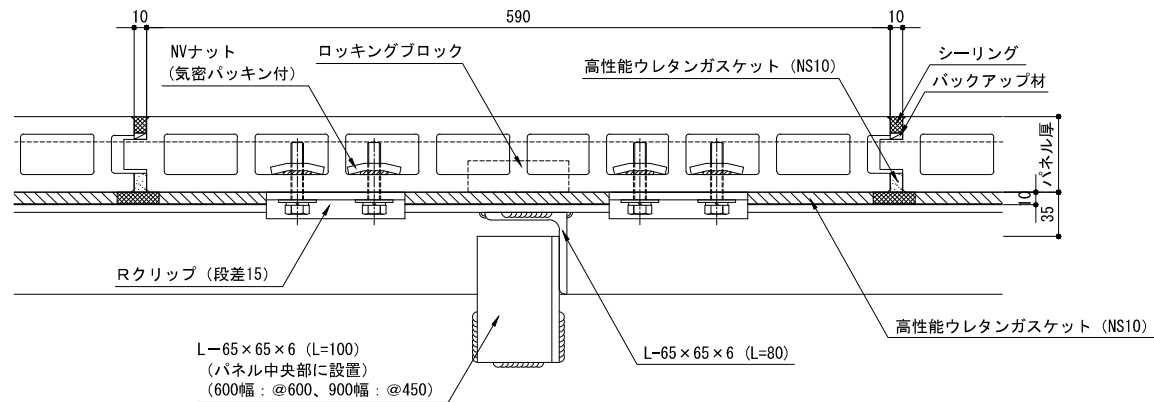 10
590
10
NVナット
(気密パッキン付)
ロッキングブロック
高性能ウレタンガスケット (NS10)
シーリング
バックアップ材
パネル厚
10
35
Rクリップ (段差15)
L-65×65×6 (L=100)
(パネル中央部に設置)
(600幅:@600、900幅:@450)
L-65×65×6 (L=80)
高性能ウレタンガスケット (NS10)